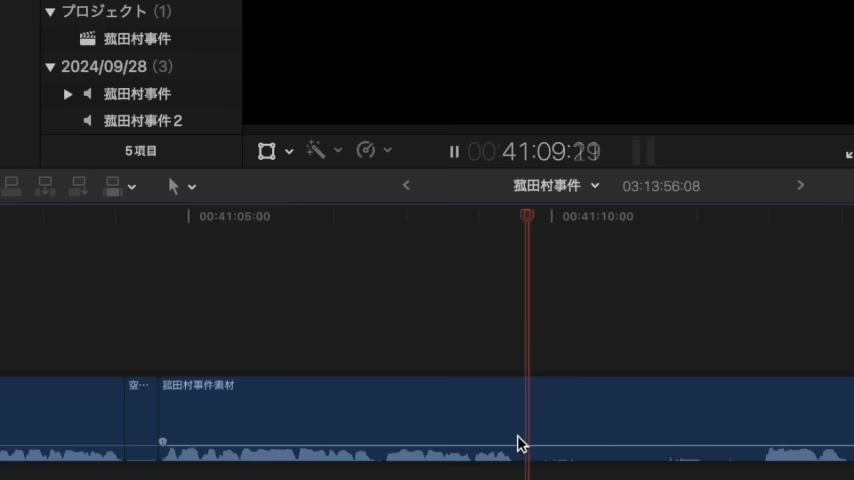 プロジェクト (1)
菰田村事件
2024/09/28 (3)
菰田村事件
菰田村事件2
5項目
菰田村事件 03:13:56:08
00:41:05:00 00:41:10:00
空… 菰田村事件素材